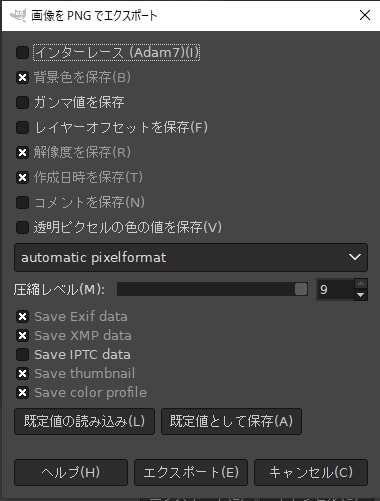 画像を PNG でエクスポート
インターレース (Adam7)(I)
背景色を保存(B)
ガンマ値を保存
レイヤーオフセットを保存(F)
解像度を保存(R)
作成日時を保存(T)
コメントを保存(N)
透明ピクセルの色の値を保存(V)
automatic pixelformat
圧縮レベル(M): 9
Save Exif data
Save XMP data
Save IPTC data
Save thumbnail
Save color profile
既定値の読み込み(L) 既定値として保存(A)
ヘルプ(H) エクスポート(E) キャンセル(C)